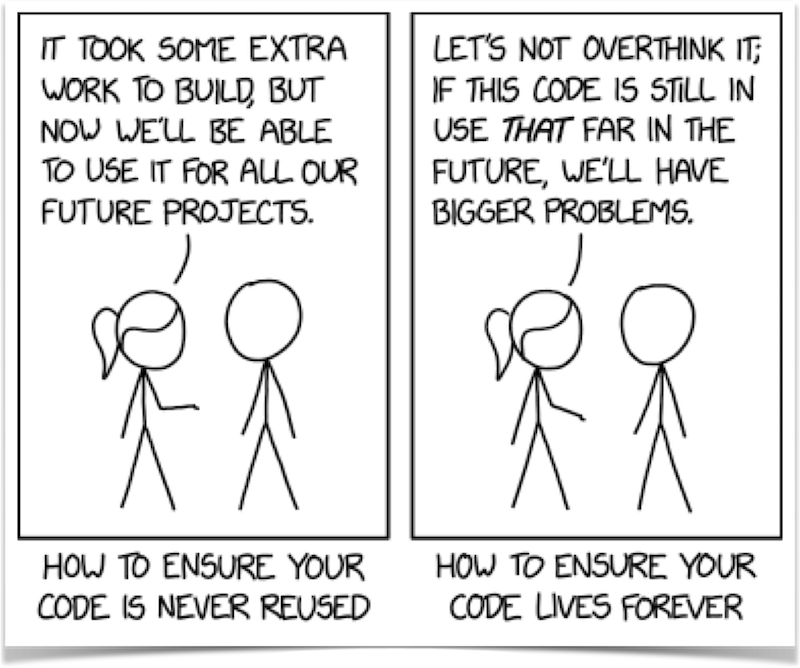 IT TOOK SOME EXTRA
WORK TO BUILD, BUT
NOW WE'LL BE ABLE
TO USE IT FOR ALL OUR
FUTURE PROJECTS.
HOW TO ENSURE YOUR
CODE IS NEVER REUSED
LET'S NOT OVERTHINK IT;
IF THIS CODE IS STILL IN
USE THAT FAR IN THE
FUTURE, WE'LL HAVE
BIGGER PROBLEMS.
HOW TO ENSURE YOUR
CODE LIVES FOREVER